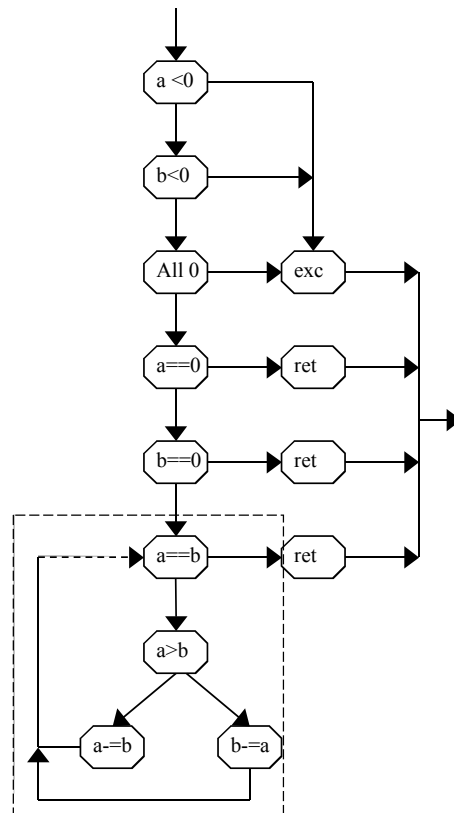 a <0
b<0
All 0
exc
a==0
ret
b==0
ret
a==b
ret
a>b
a-=b
b-=a